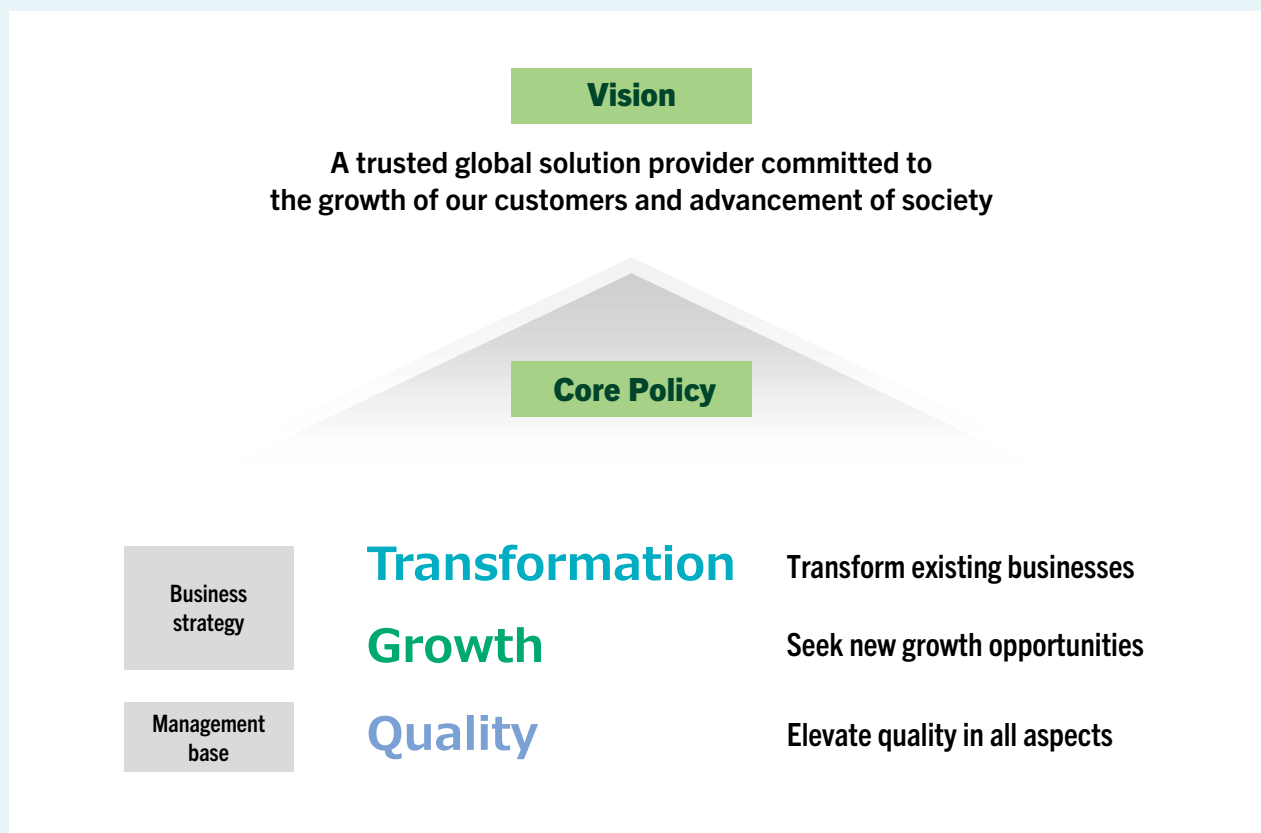 Vision
A trusted global solution provider committed to
the growth of our customers and advancement of society
Core Policy
Business
strategy
Transformation
Transform existing businesses
Growth
Seek new growth opportunities
Management
base
Quality
Elevate quality in all aspects